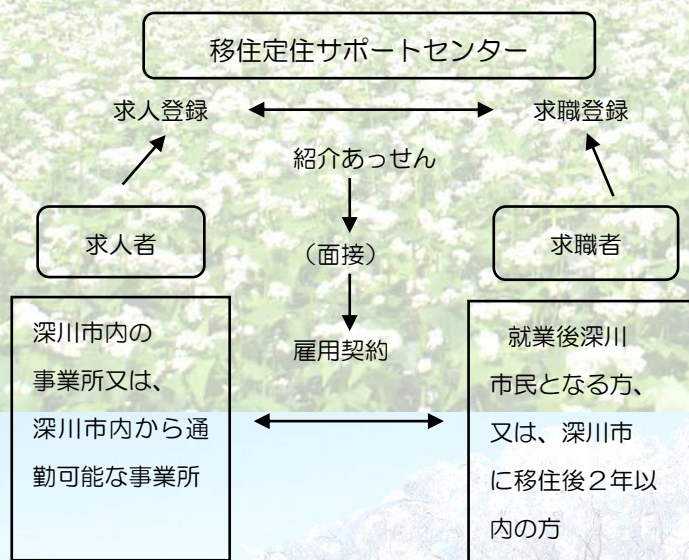 移住定住サポートセンター
求人登録
求職登録
紹介あっせん
求人者
(面接)
求職者
深川市内の
事業所又は、
深川市内から通
勤可能な事業所
雇用契約
就業後深川
市民となる方、
又は、深川市
に移住後２年以
内の方